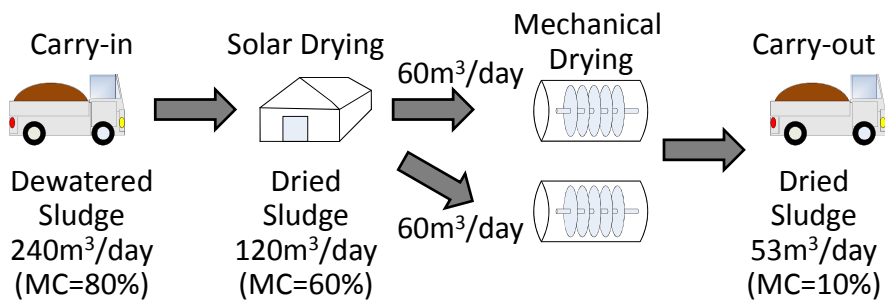 Carry-in
Dewatered
Sludge
240m³/day
(MC=80%)
Solar Drying
Dried
Sludge
120m³/day
(MC=60%)
60m³/day
60m³/day
Mechanical
Drying
Carry-out
Dried
Sludge
53m³/day
(MC=10%)